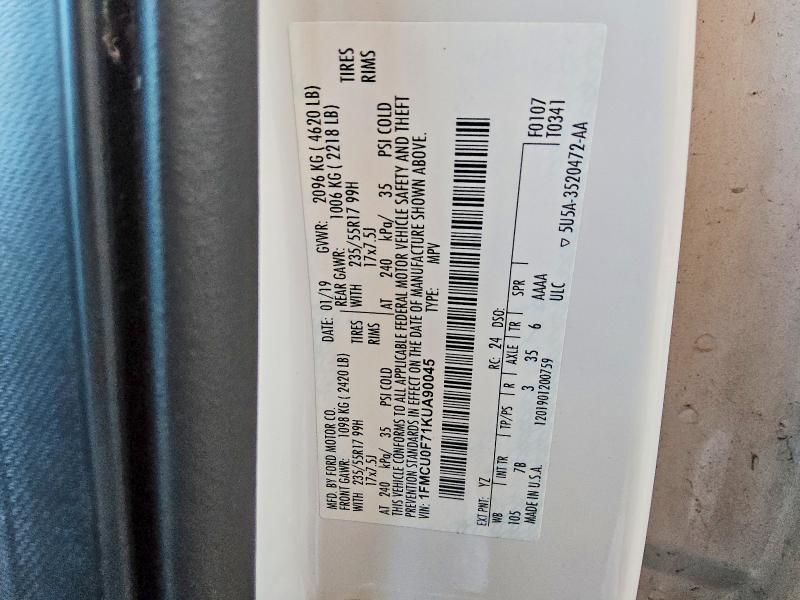 MFD. BY FORD MOTOR CO.
DATE: 01/19 GVWR: 2096 KG ( 4620 LB)
FRONT GAWR: 1098 KG ( 2420 LB) REAR GAWR: 1006 KG ( 2218 LB)
WITH 235/55R17 99H TIRES WITH 235/55R17 99H TIRES
17x7.5J RIMS 17x7.5J RIMS
AT 240 kPa/ 35 PSI COLD AT 240 kPa/ 35 PSI COLD
THIS VEHICLE CONFORMS TO ALL APPLICABLE FEDERAL MOTOR VEHICLE SAFETY AND THEFT
PREVENTION STANDARDS IN EFFECT ON THE DATE OF MANUFACTURE SHOWN ABOVE.
VIN: 1FMCU0F71KUA90045 TYPE: MPV
EXT PNT: YZ RC: 24 DSO: F0107
WB INT TR TP/PS R AXLE TR SPR T0341
105 7B 3 35 6 AAAA
MADE IN U.S.A. 1201901200759 ULC
▽ 5U5A-3520472-AA